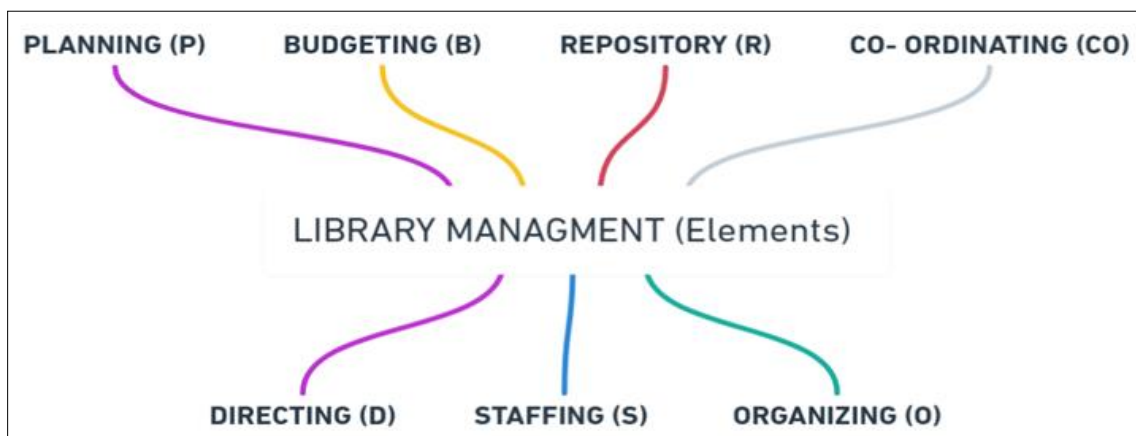 PLANNING (P) BUDGETING (B) REPOSITORY (R) CO- ORDINATING (CO)
LIBRARY MANAGMENT (Elements)
DIRECTING (D) STAFFING (S) ORGANIZING (O)